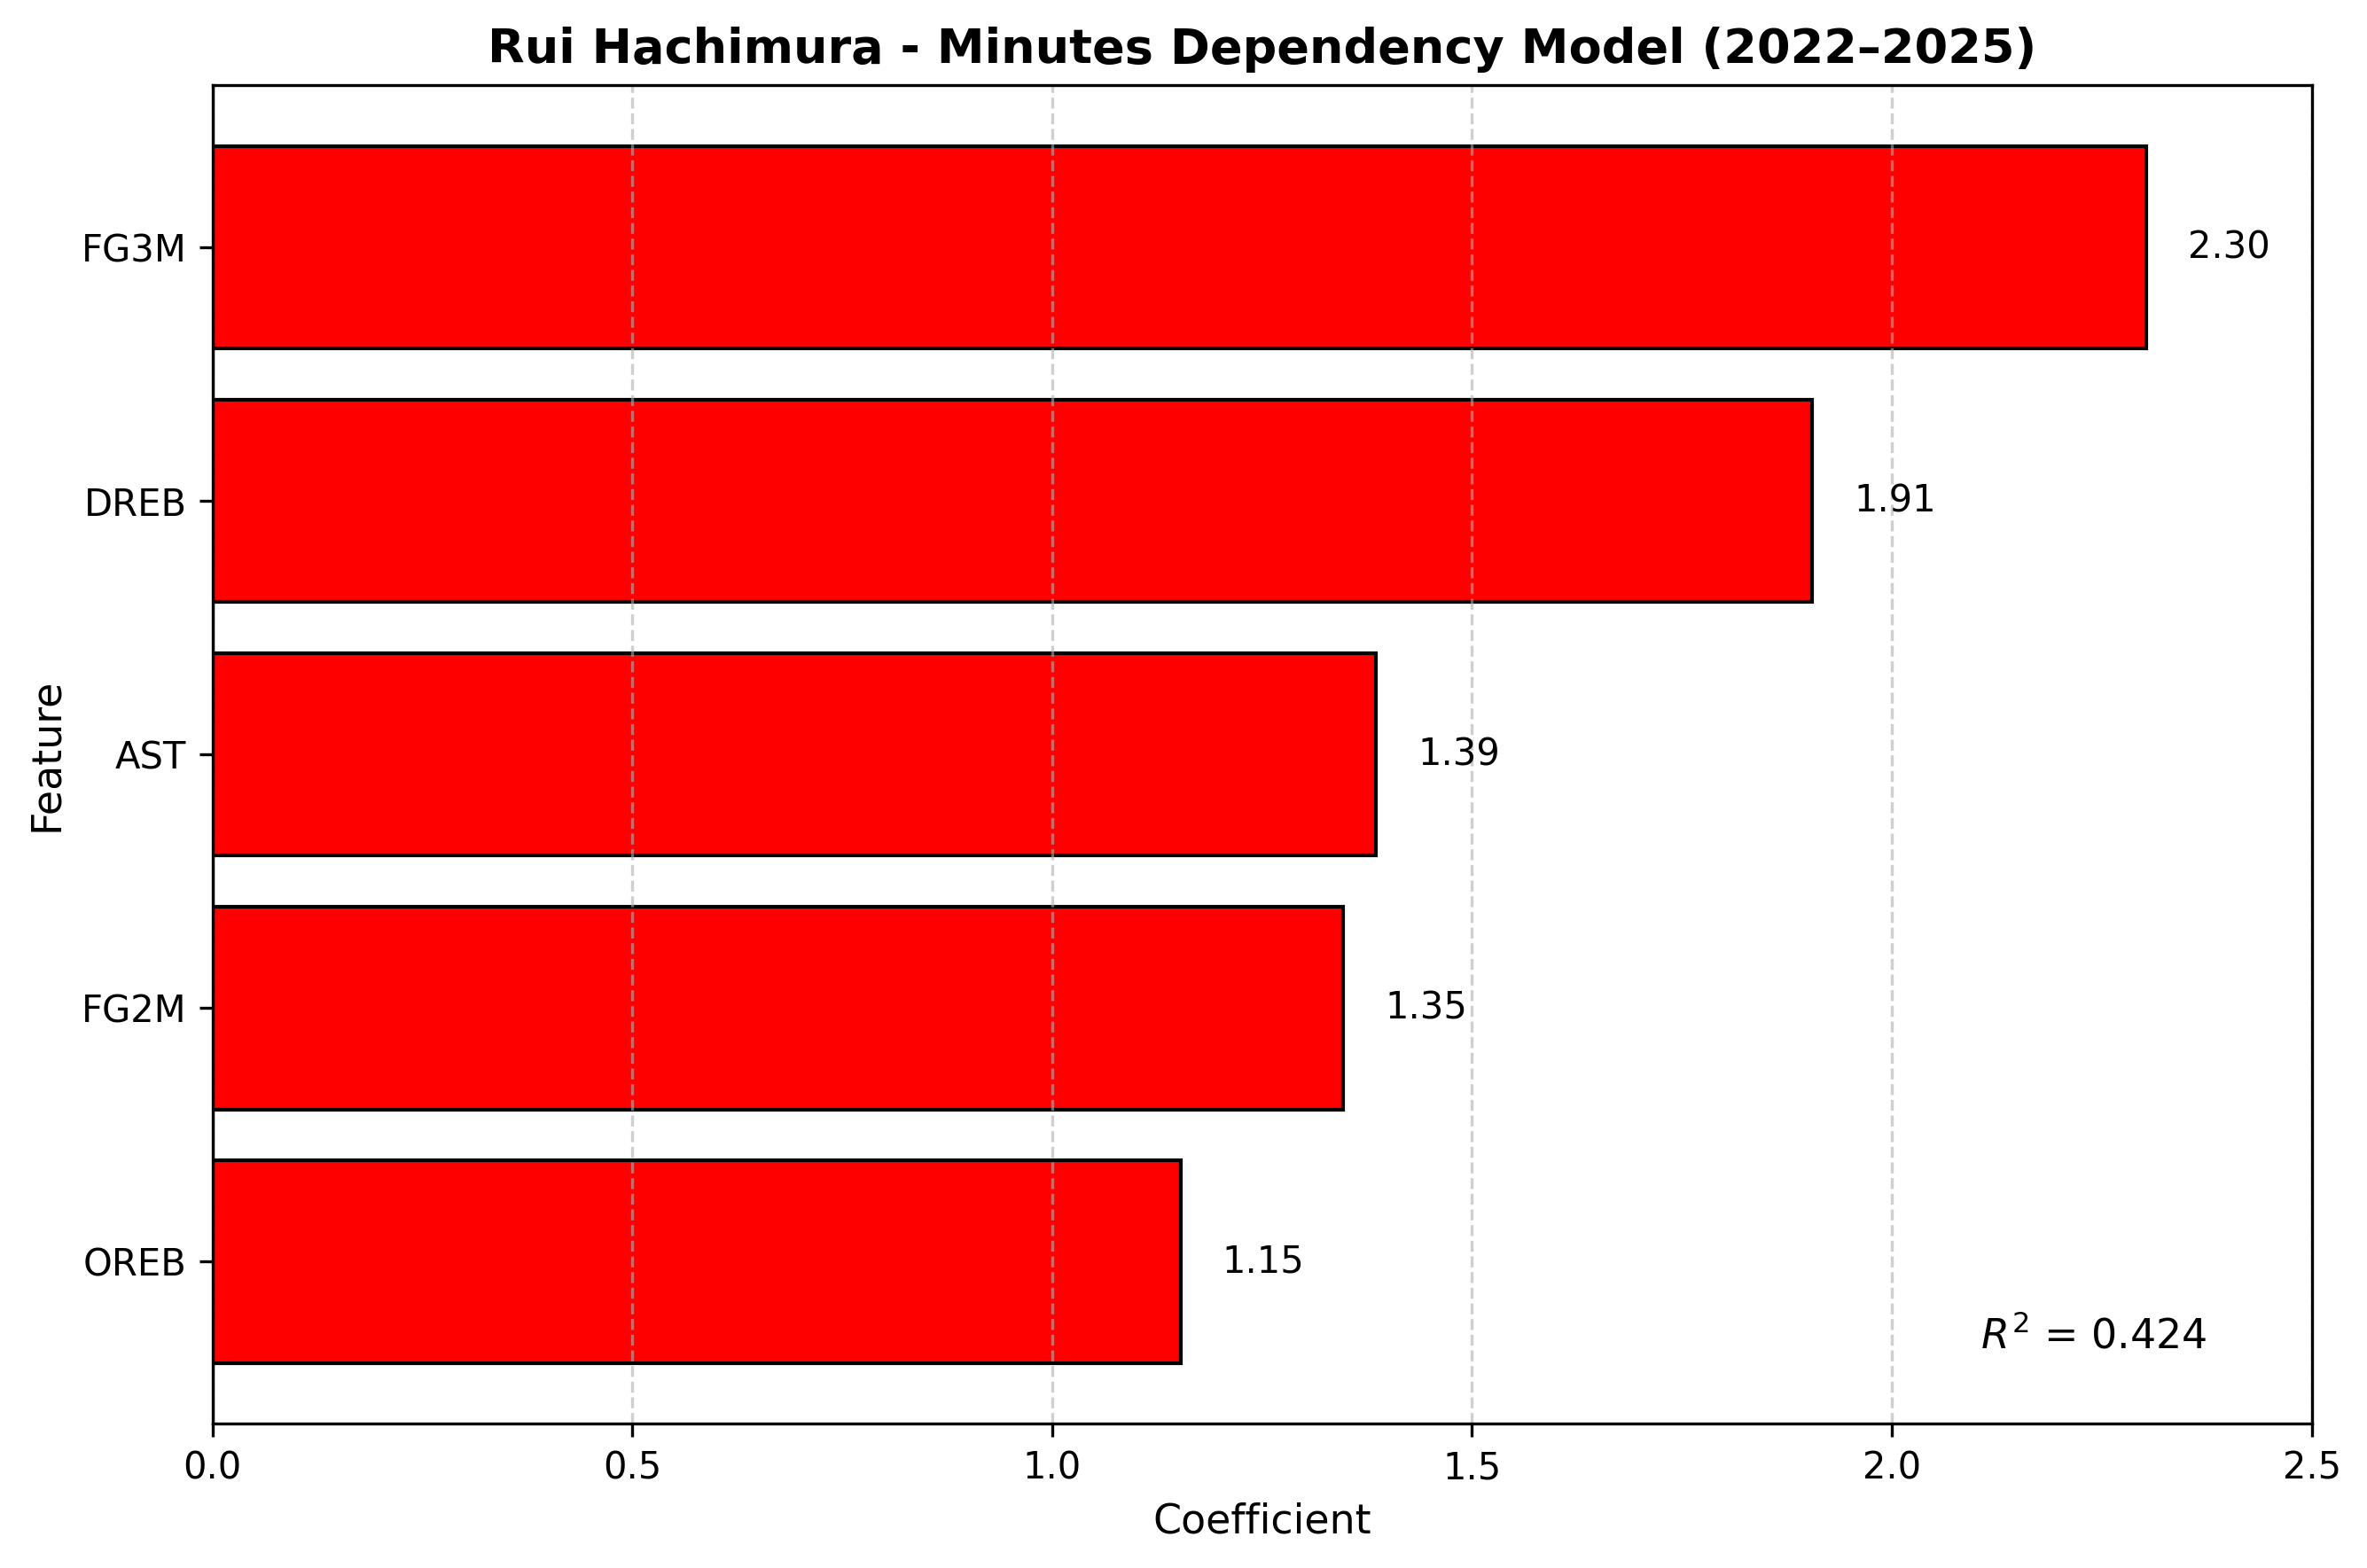 Rui Hachimura - Minutes Dependency Model (2022–2025)
FG3M
2.30
DREB
1.91
AST
1.39
FG2M
1.35
OREB
1.15
R² = 0.424
Feature
0.0 0.5 1.0 1.5 2.0 2.5
Coefficient